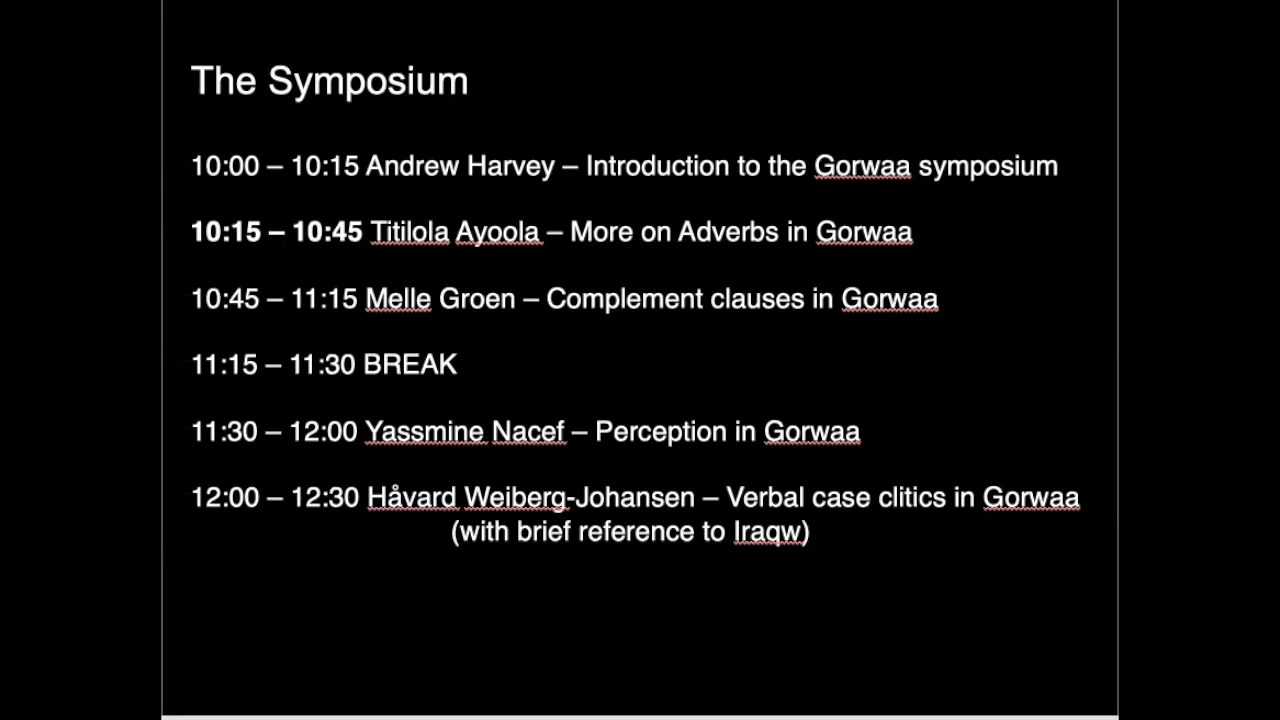 The Symposium
10:00 – 10:15 Andrew Harvey – Introduction to the Gorwaa symposium
10:15 – 10:45 Titilola Ayoola – More on Adverbs in Gorwaa
10:45 – 11:15 Melle Groen – Complement clauses in Gorwaa
11:15 – 11:30 BREAK
11:30 – 12:00 Yassmine Nacef – Perception in Gorwaa
12:00 – 12:30 Håvard Weiberg-Johansen – Verbal case clitics in Gorwaa
(with brief reference to Iraqw)